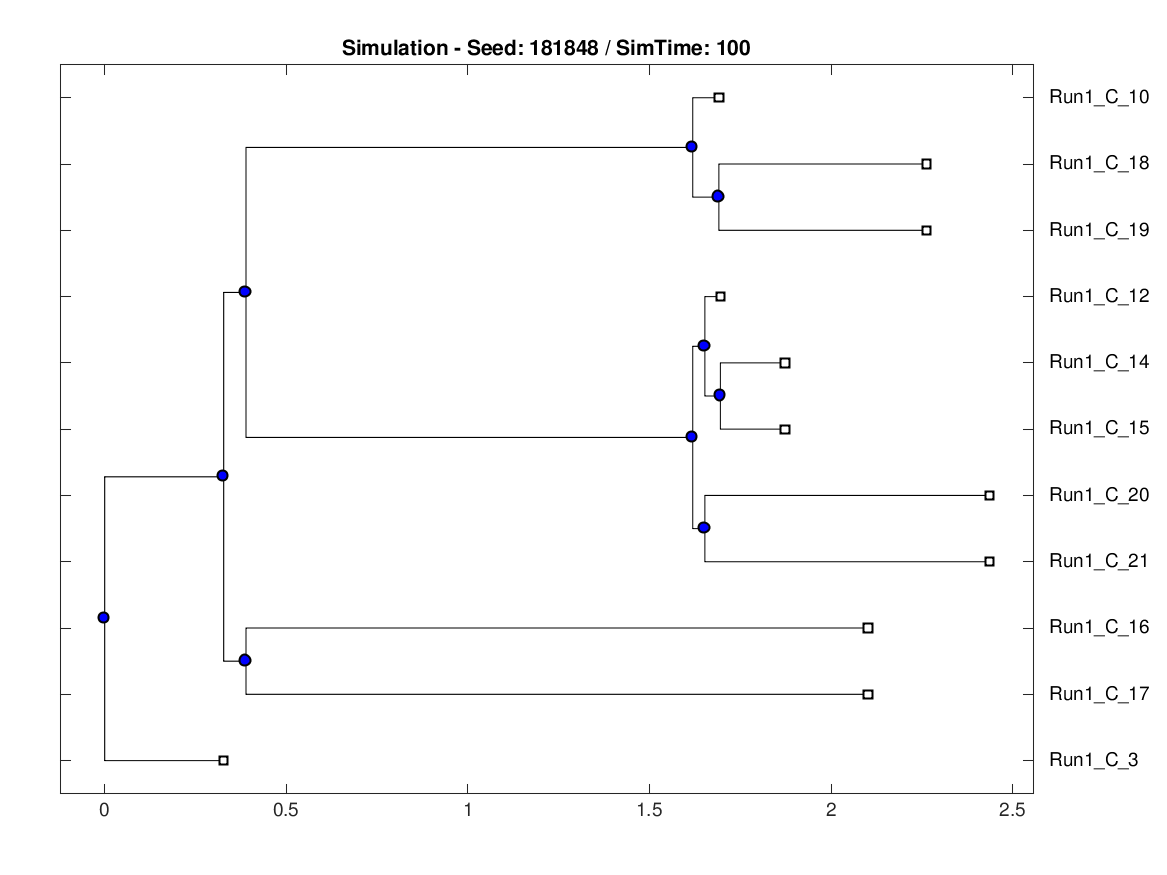 Simulation - Seed: 181848 / SimTime: 100
Run1_C_10
Run1_C_18
Run1_C_19
Run1_C_12
Run1_C_14
Run1_C_15
Run1_C_20
Run1_C_21
Run1_C_16
Run1_C_17
Run1_C_3
0 0.5 1 1.5 2 2.5